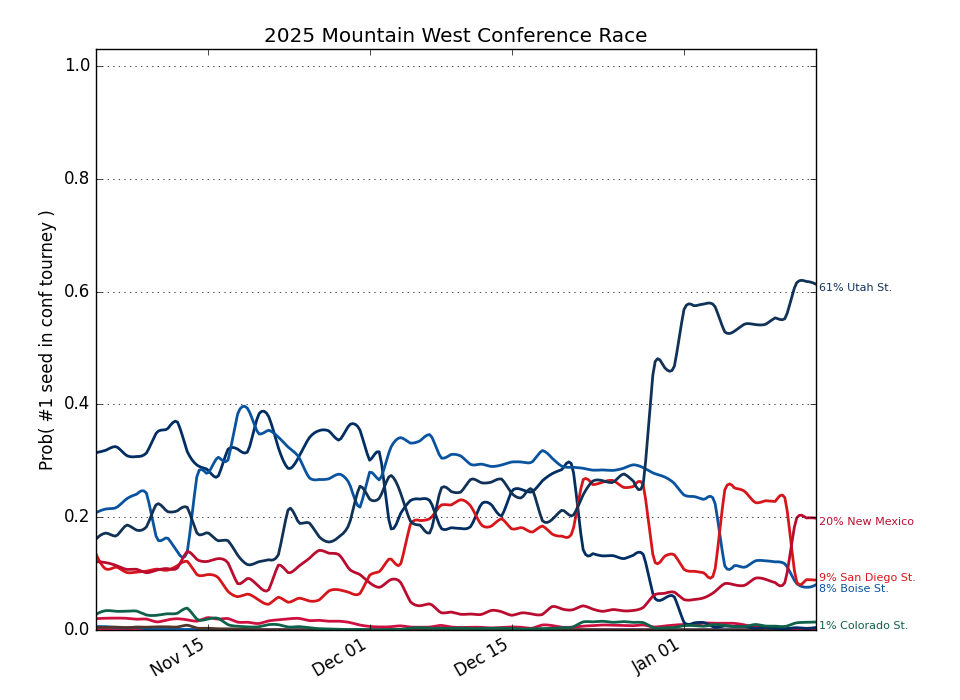 2025 Mountain West Conference Race
Prob( #1 seed in conf tourney )
1.0
0.8
0.6
0.4
0.2
0.0
61% Utah St.
20% New Mexico
9% San Diego St.
8% Boise St.
1% Colorado St.
Nov 15
Dec 01
Dec 15
Jan 01